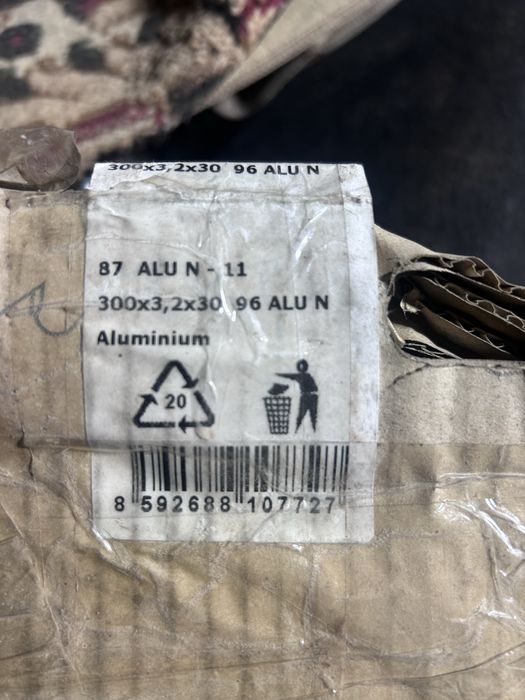 300x3,2x30 96 ALU N
87 ALU N - 11
300x3,2x30 96 ALU N
Aluminium
20
8 592688 107727